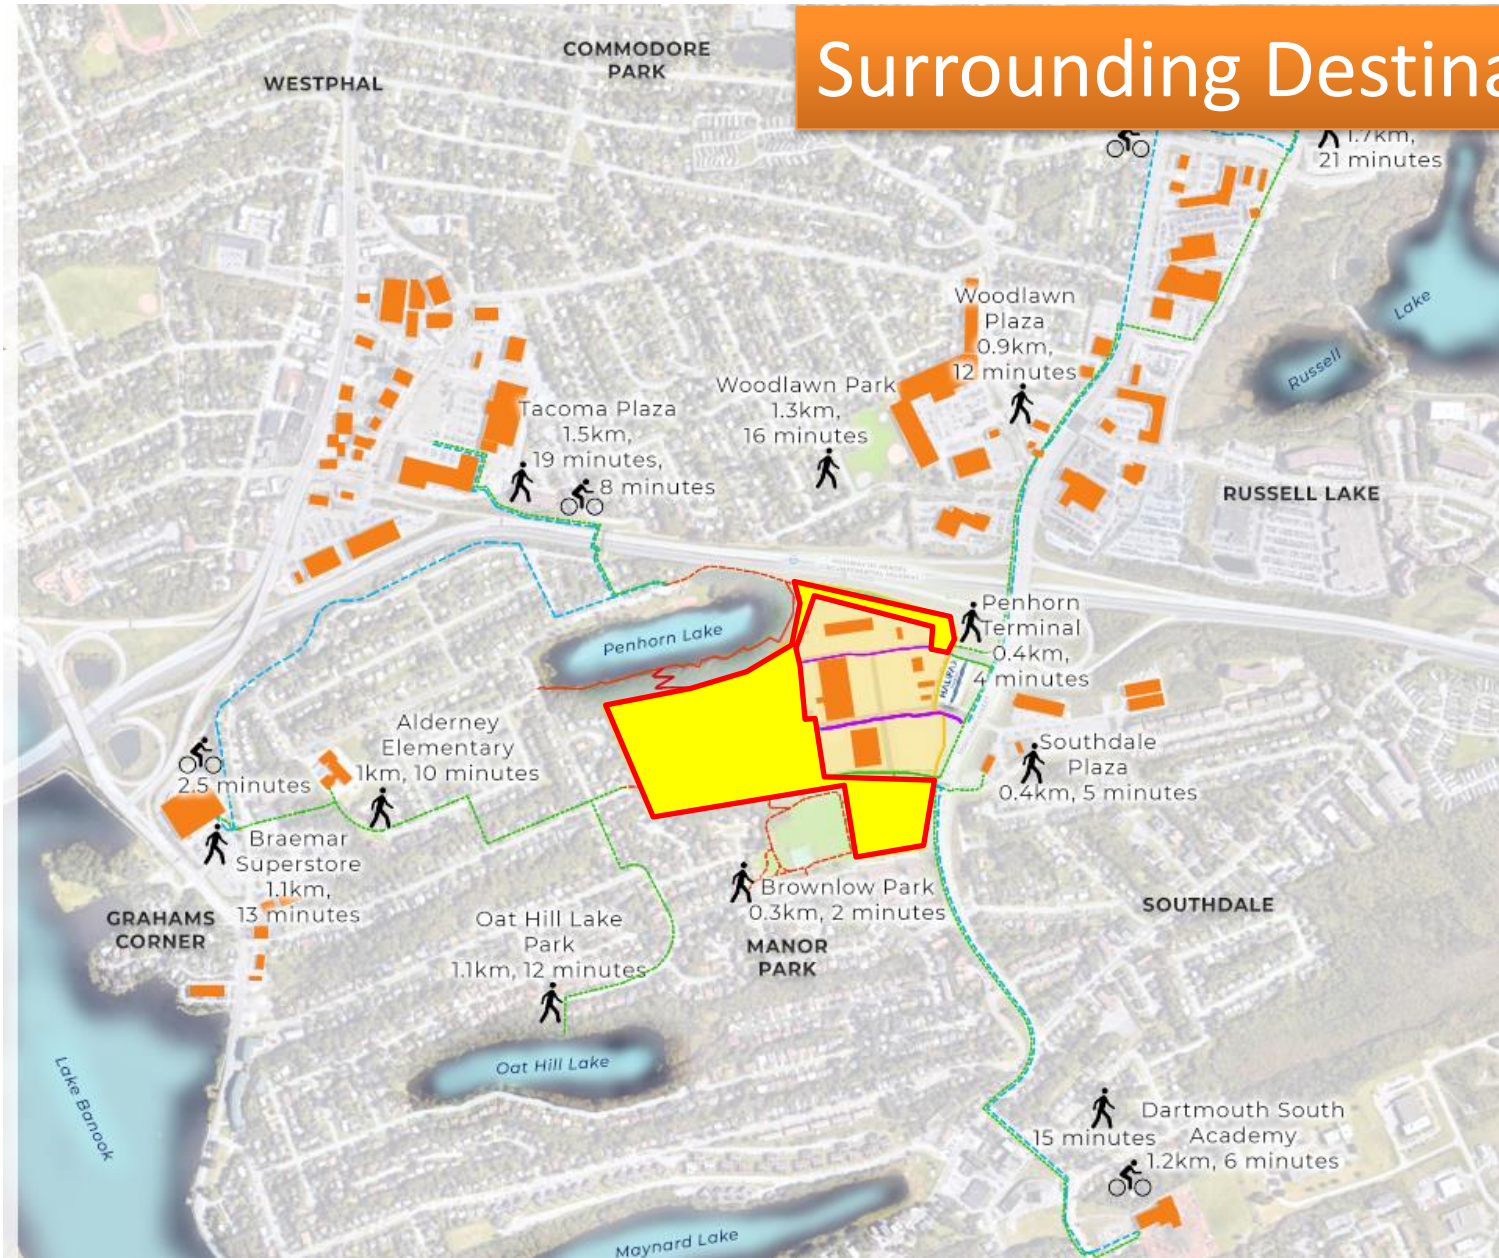 Surrounding Destina
COMMODORE
PARK
WESTPHAL
1.7km,
21 minutes
Lake
Russell
Woodlawn
Plaza
0.9km,
12 minutes
Woodlawn Park
1.3km,
16 minutes
Tacoma Plaza
1.5km,
19 minutes,
8 minutes
RUSSELL LAKE
Penhorn Lake
Penhorn
Terminal
0.4km,
4 minutes
HALIFAX
Alderney
Elementary
1km, 10 minutes
2.5 minutes
Southdale
Plaza
0.4km, 5 minutes
Braemar
Superstore
1.1km,
13 minutes
GRAHAMS
CORNER
Brownlow Park
0.3km, 2 minutes
SOUTHDALE
Oat Hill Lake
Park
1.1km, 12 minutes
MANOR
PARK
Oat Hill Lake
Lake Banook
Dartmouth South
Academy
15 minutes
1.2km, 6 minutes
Maynard Lake